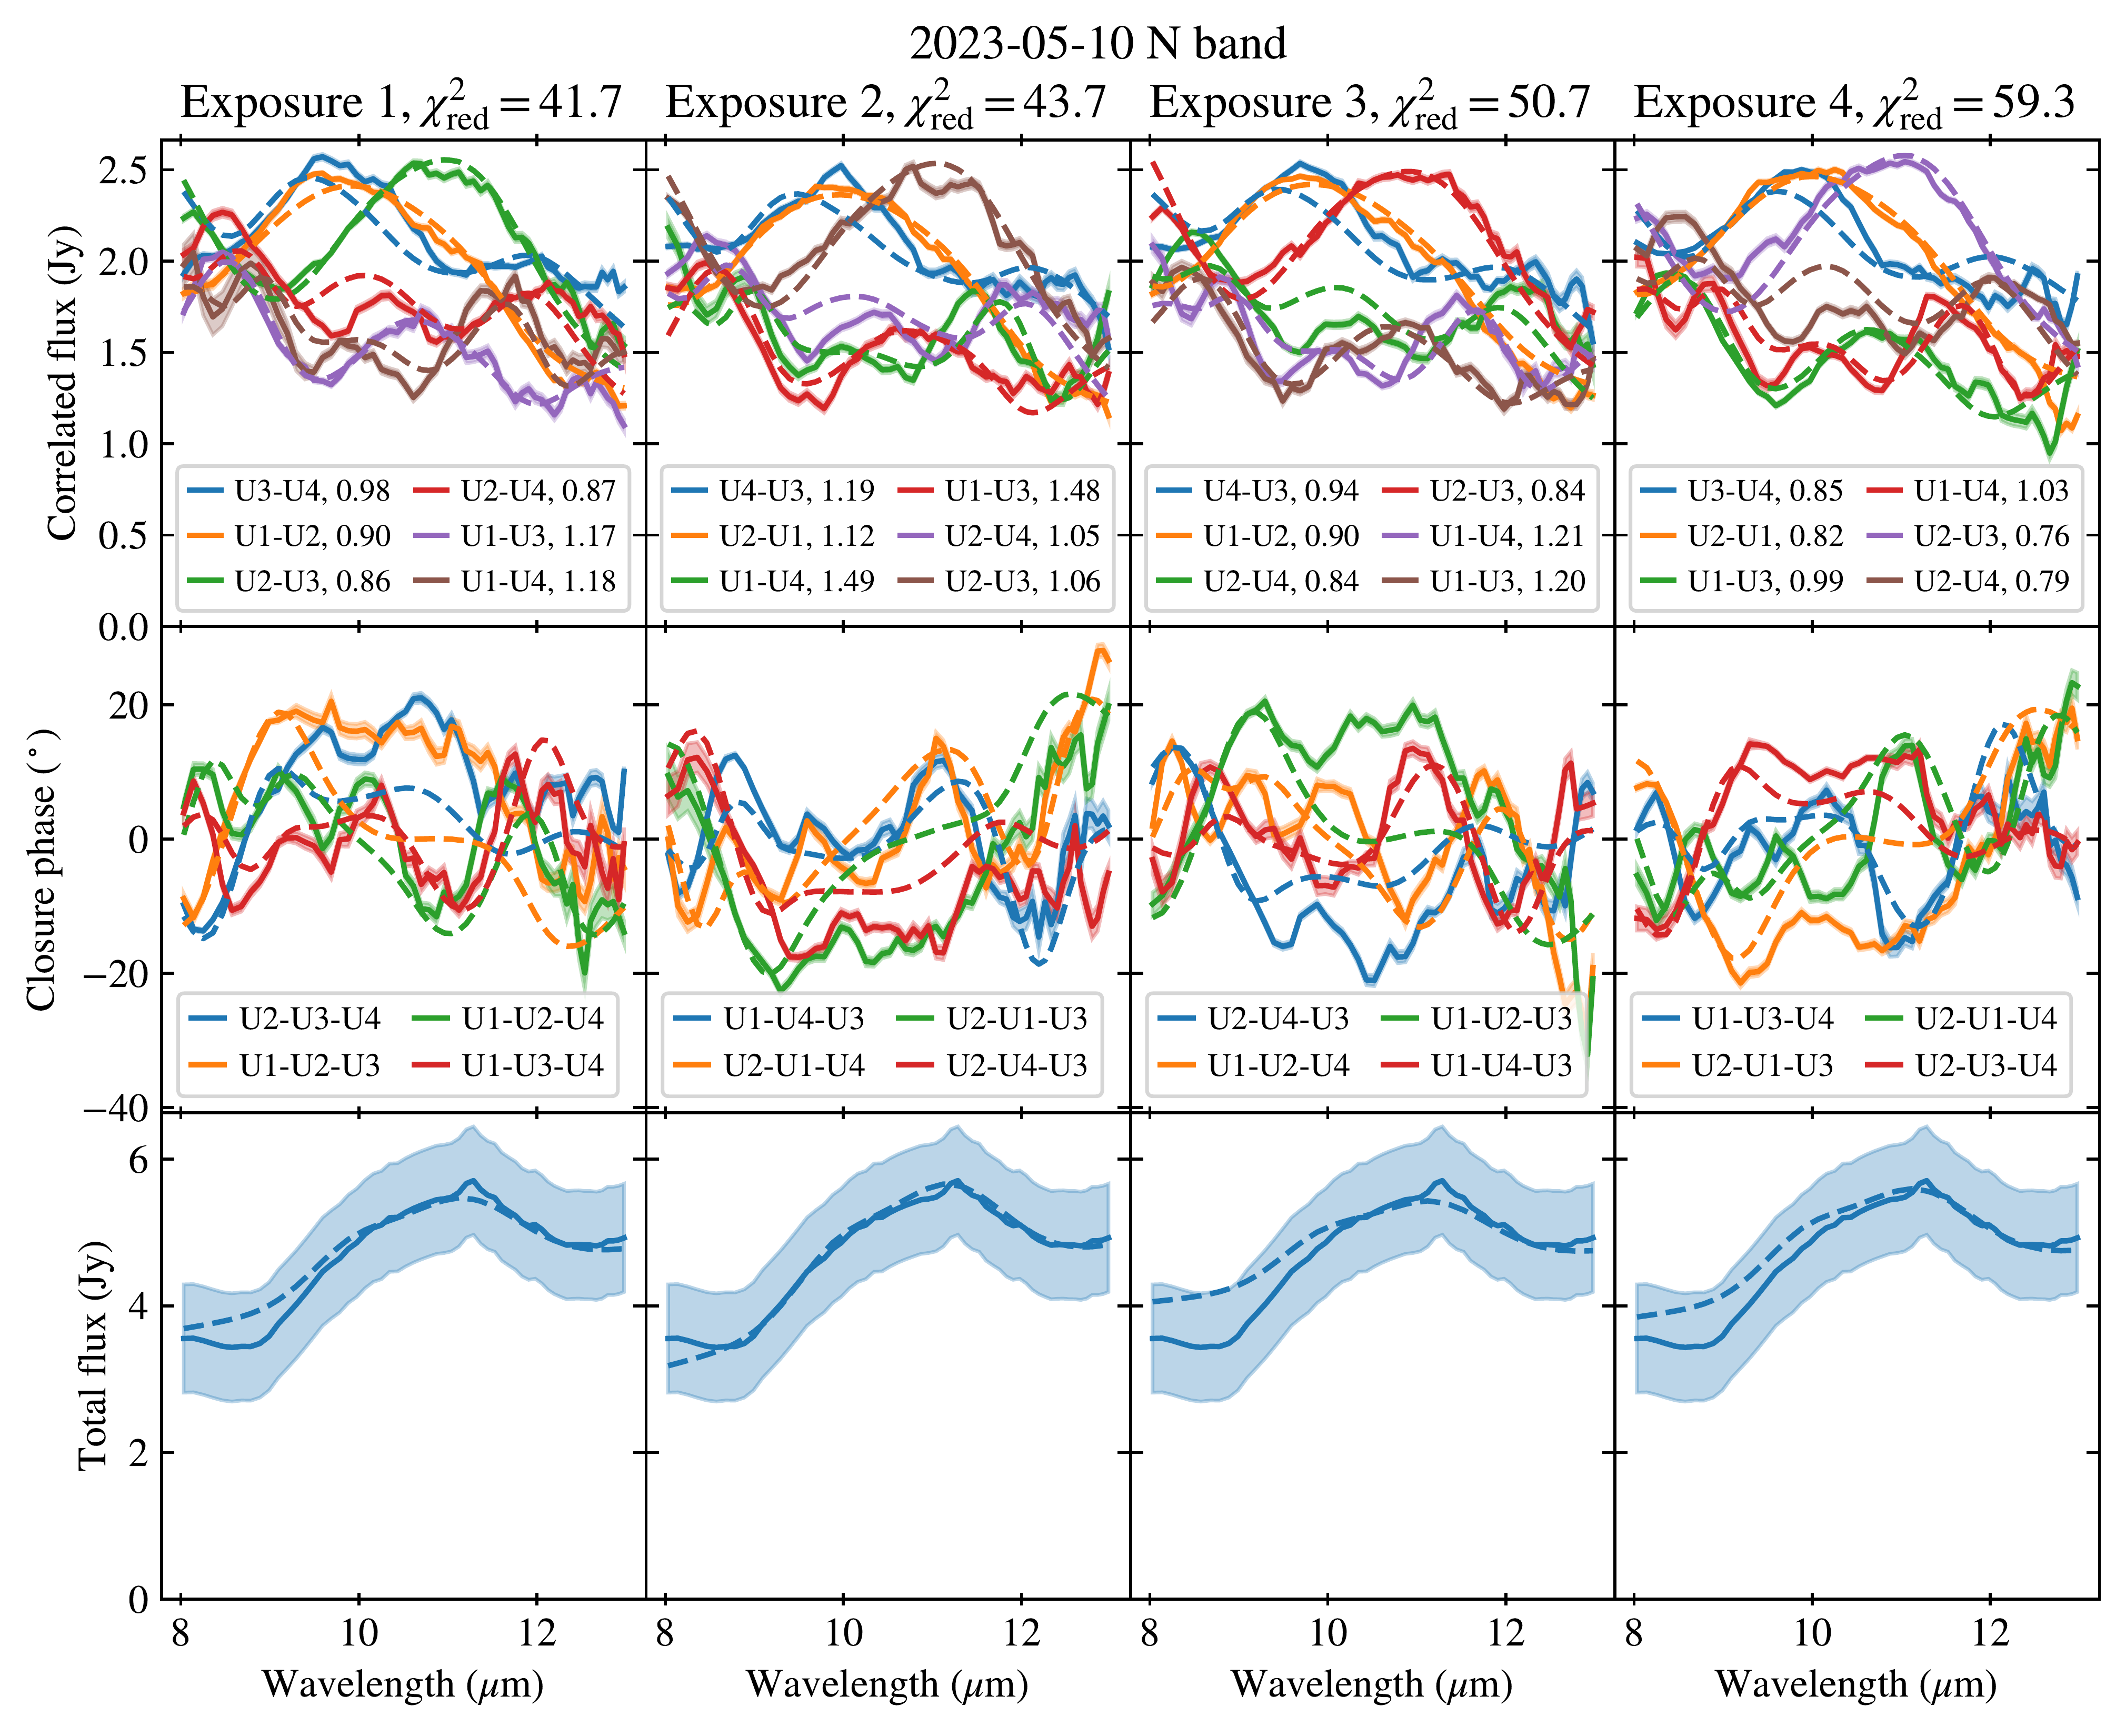 2023-05-10 N band
Exposure 1, χ²red = 41.7
Exposure 2, χ²red = 43.7
Exposure 3, χ²red = 50.7
Exposure 4, χ²red = 59.3
Correlated flux (Jy)
2.5
2.0
1.5
1.0
0.5
0.0
U3-U4, 0.98
U2-U4, 0.87
U1-U2, 0.90
U1-U3, 1.17
U2-U3, 0.86
U1-U4, 1.18
U4-U3, 1.19
U1-U3, 1.48
U2-U1, 1.12
U2-U4, 1.05
U1-U4, 1.49
U2-U3, 1.06
U4-U3, 0.94
U2-U3, 0.84
U1-U2, 0.90
U1-U4, 1.21
U2-U4, 0.84
U1-U3, 1.20
U3-U4, 0.85
U1-U4, 1.03
U2-U1, 0.82
U2-U3, 0.76
U1-U3, 0.99
U2-U4, 0.79
Closure phase (°)
20
0
−20
−40
U2-U3-U4
U1-U2-U4
U1-U2-U3
U1-U3-U4
U1-U4-U3
U2-U1-U3
U2-U1-U4
U2-U4-U3
U2-U4-U3
U1-U2-U3
U1-U2-U4
U1-U4-U3
U1-U3-U4
U2-U1-U4
U2-U1-U3
U2-U3-U4
Total flux (Jy)
6
4
2
0
8 10 12
8 10 12
8 10 12
8 10 12
Wavelength (μm)
Wavelength (μm)
Wavelength (μm)
Wavelength (μm)